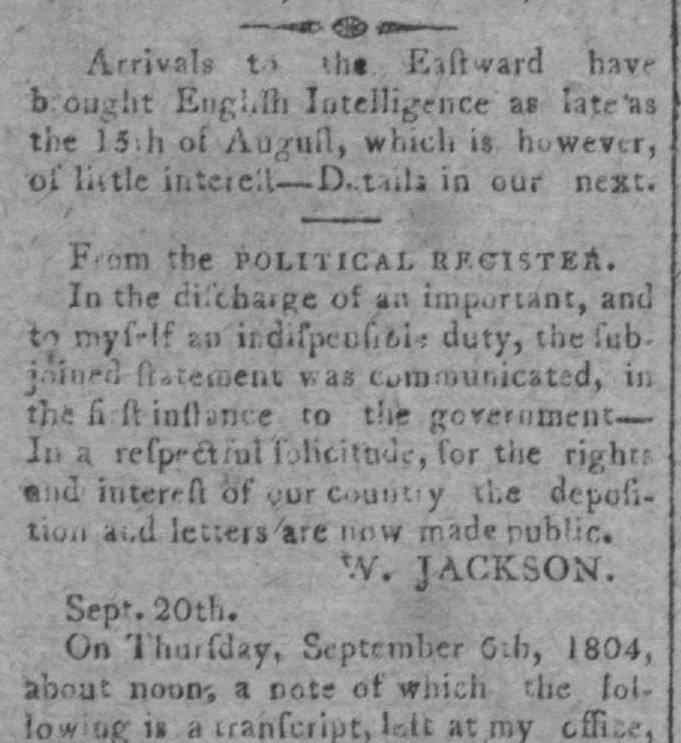 Arrivals to the Eaſtward have
brought Engliſh Intelligence as late as
the 15th of Auguſt, which is however,
of little intereſt—Details in our next.
From the POLITICAL REGISTER.
In the diſcharge of an important, and
to myſelf an indiſpenſible duty, the ſub-
joined ſtatement was communicated, in
the firſt inſtance to the government—
In a reſpectful ſolicitude, for the rights
and intereſt of our country the depoſi-
tion and letters are now made public.
W. JACKSON.
Sept. 20th.
On Thurſday, September 6th, 1804,
about noon, a note of which the fol-
lowing is a tranſcript, left at my office,